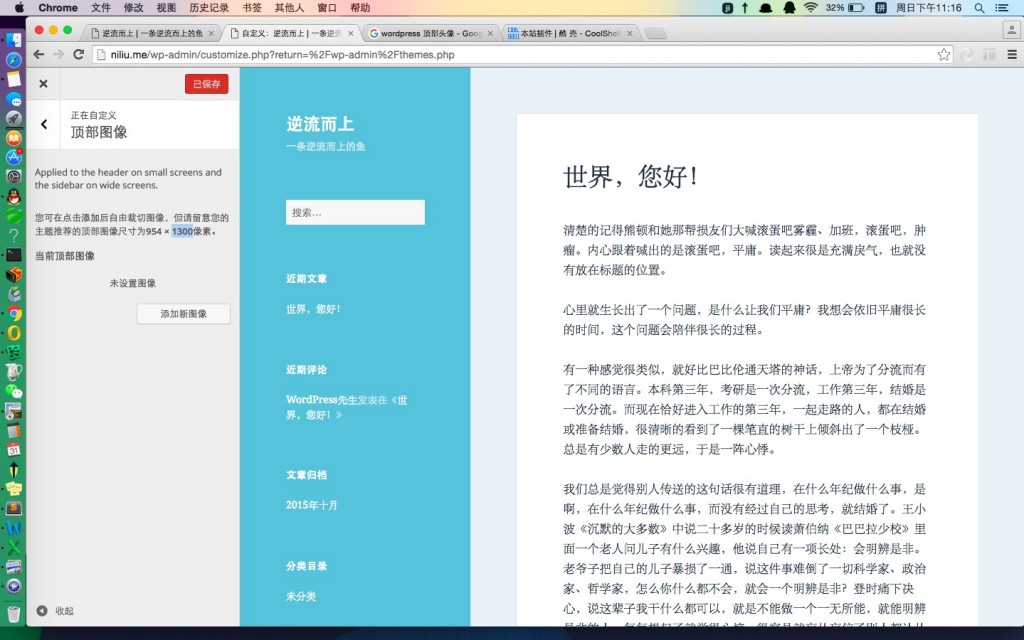 Chrome 文件 修改 视图 历史记录 书签 其他人 窗口 帮助 32% 拼 周日下午11:16
逆流而上 | 一条逆流而上的鱼 自定义：逆流而上 | 一条逆流 wordpress 顶部头像 - Goog 本站插件 | 酷 壳 - CoolShell
niliu.me/wp-admin/customize.php?return=%2Fwp-admin%2Fthemes.php
已保存
正在自定义
顶部图像
Applied to the header on small screens and
the sidebar on wide screens.
您可在点击添加后自由裁切图像，但请留意您的
主题推荐的顶部图像尺寸为954 × 1300像素。
当前顶部图像
未设置图像
添加新图像
收起
逆流而上
一条逆流而上的鱼
搜索…
近期文章
世界，您好！
近期评论
WordPress先生发表在《世
界，您好！》
文章归档
2015年十月
分类目录
未分类
世界，您好！
清楚的记得熊顿和她那帮损友们大喊滚蛋吧雾霾、加班，滚蛋吧，肿
瘤。内心跟着喊出的是滚蛋吧，平庸。读起来很是充满戾气，也就没
有放在标题的位置。
心里就生长出了一个问题，是什么让我们平庸？我想会依旧平庸很长
的时间，这个问题会陪伴很长的过程。
有一种感觉很类似，就好比巴比伦通天塔的神话，上帝为了分流而有
了不同的语言。本科第三年，考研是一次分流，工作第三年，结婚是
一次分流。而现在恰好进入工作的第三年，一起走路的人，都在结婚
或准备结婚，很清晰的看到了一棵笔直的树干上倾斜出了一个枝桠。
总是有少数人走的更远，于是一阵心悸。
我们总是觉得别人传送的这句话很有道理，在什么年纪做什么事，是
啊，在什么年纪做什么事，而没有经过自己的思考，就结婚了。王小
波《沉默的大多数》中说二十多岁的时候读萧伯纳《巴巴拉少校》里
面一个老人问儿子有什么兴趣，他说自己有一项长处：会明辨是非。
老爷子把自己的儿子暴损了一通，说这件事难倒了一切科学家、政治
家、哲学家，怎么你什么都不会，就会一个明辨是非？登时痛下决
心，说这辈子我干什么都可以，就是不能做一个一无所能，就能明辨